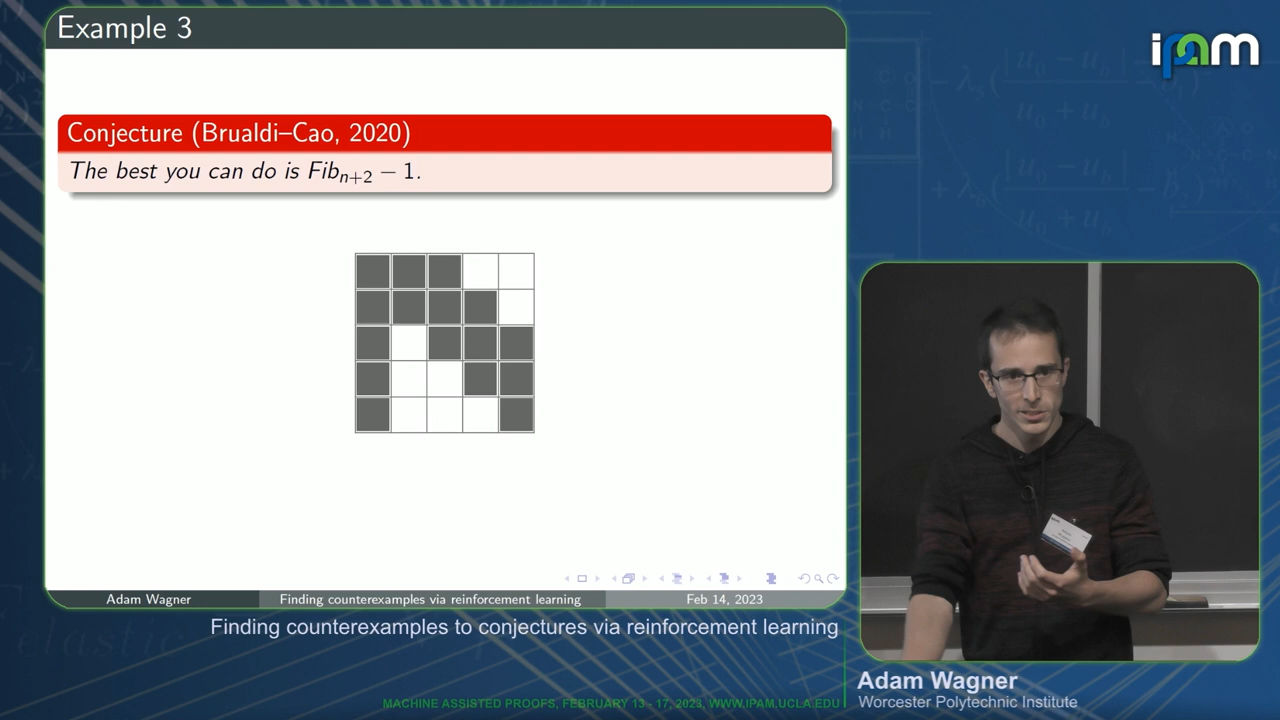 Example 3
ipam
Conjecture (Brualdi–Cao, 2020)
The best you can do is Fibₙ₊₂ − 1.
Adam Wagner
Finding counterexamples via reinforcement learning
Feb 14, 2023
Finding counterexamples to conjectures via reinforcement learning
Adam Wagner
Worcester Polytechnic Institute
MACHINE ASSISTED PROOFS, FEBRUARY 13 - 17, 2023, WWW.IPAM.UCLA.EDU